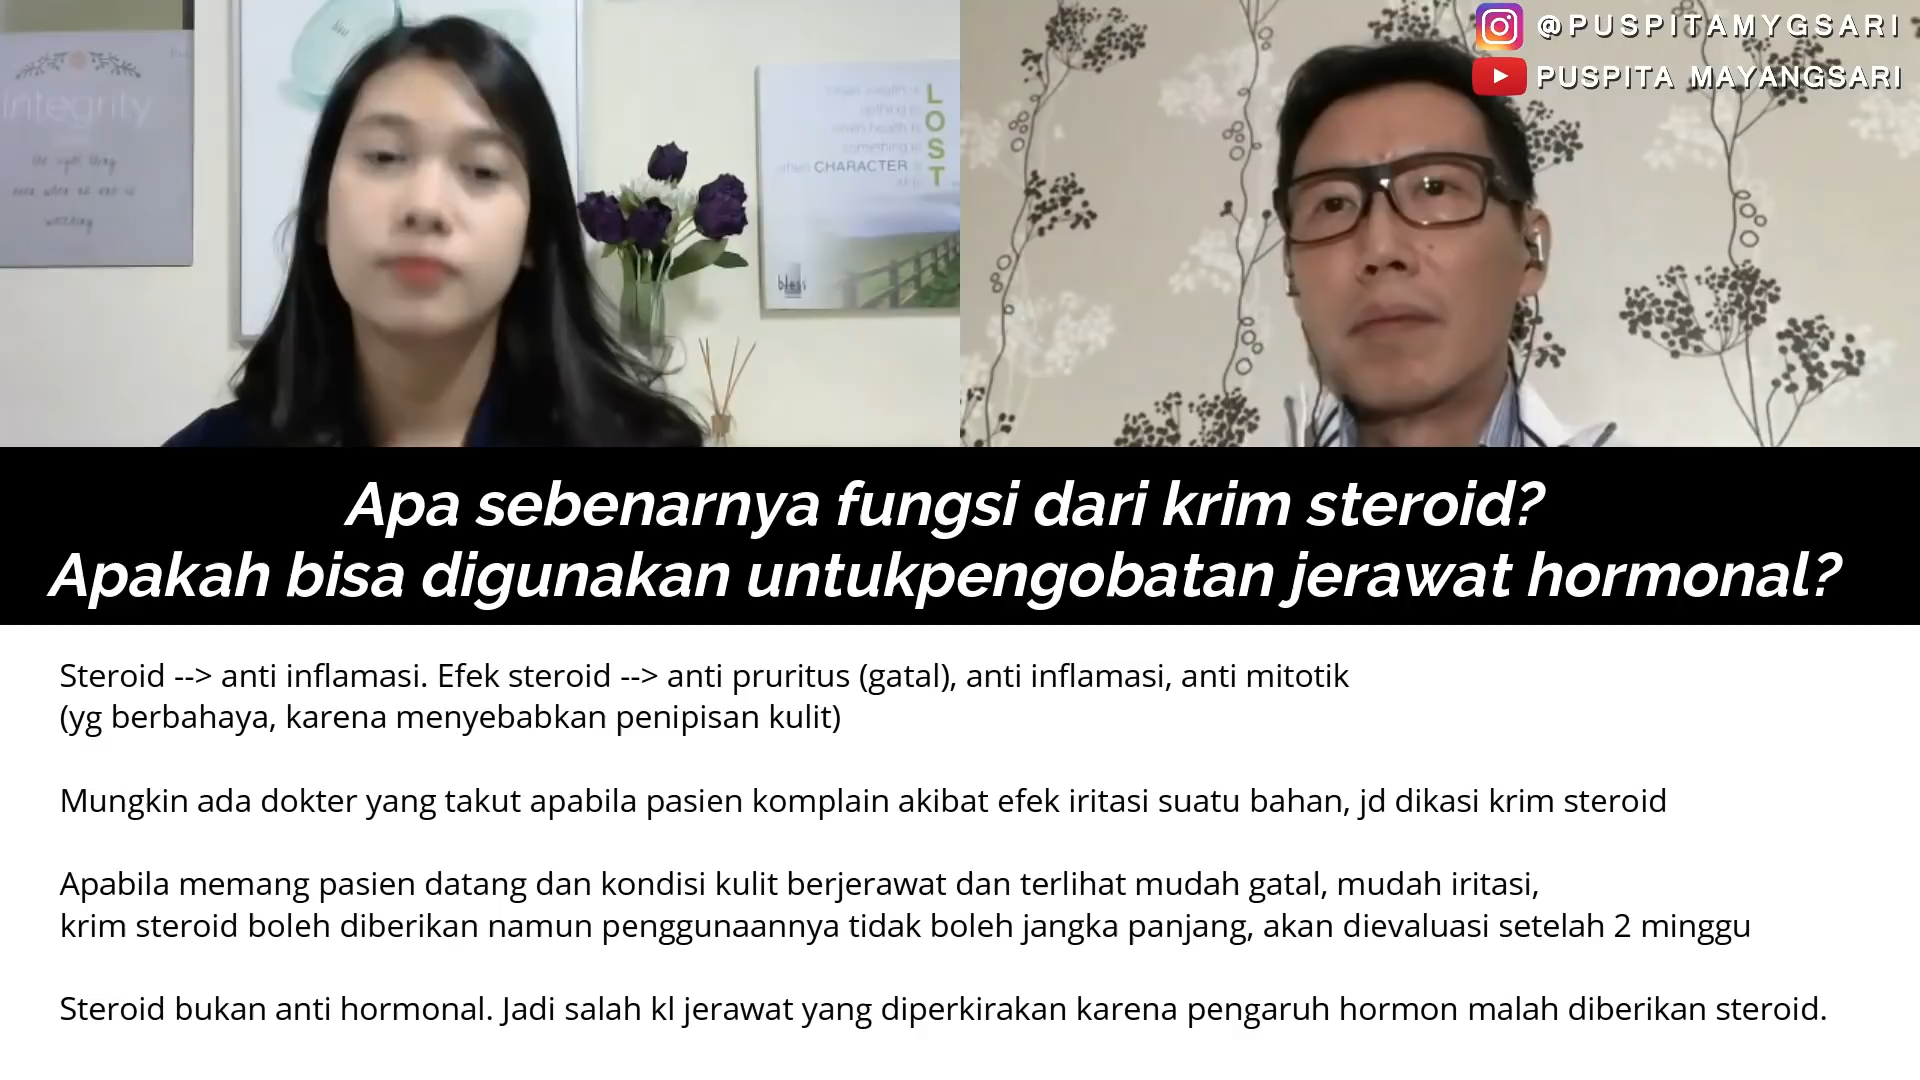 @PUSPITAMYGSARI
PUSPITA MAYANGSARI
integrity
LOST
something is
when CHARACTER is
bless
Apa sebenarnya fungsi dari krim steroid?
Apakah bisa digunakan untukpengobatan jerawat hormonal?
Steroid --> anti inflamasi. Efek steroid --> anti pruritus (gatal), anti inflamasi, anti mitotik
(yg berbahaya, karena menyebabkan penipisan kulit)
Mungkin ada dokter yang takut apabila pasien komplain akibat efek iritasi suatu bahan, jd dikasi krim steroid
Apabila memang pasien datang dan kondisi kulit berjerawat dan terlihat mudah gatal, mudah iritasi,
krim steroid boleh diberikan namun penggunaannya tidak boleh jangka panjang, akan dievaluasi setelah 2 minggu
Steroid bukan anti hormonal. Jadi salah kl jerawat yang diperkirakan karena pengaruh hormon malah diberikan steroid.